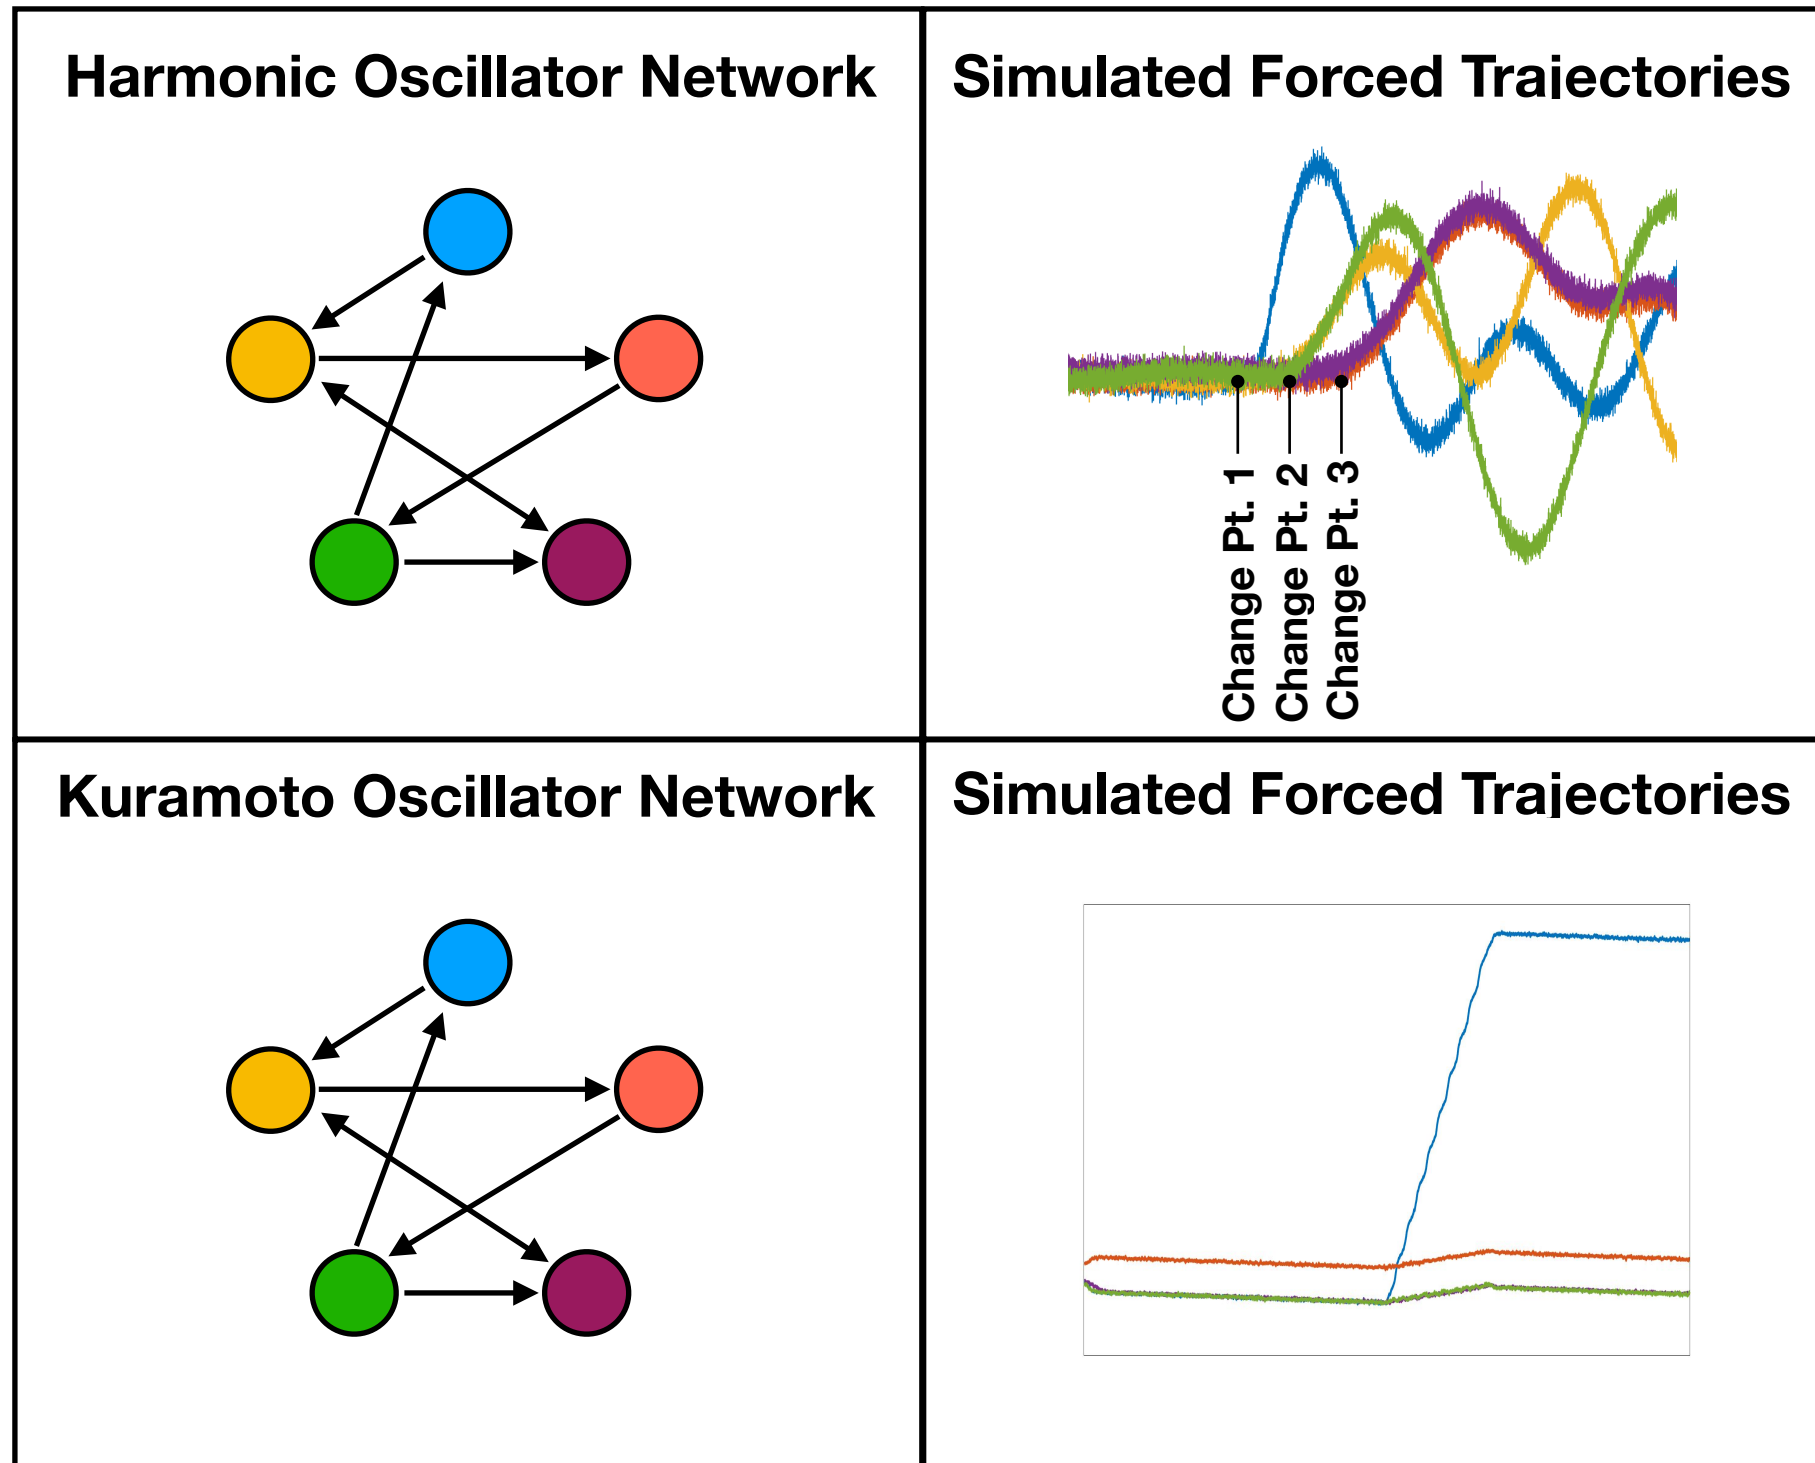 Harmonic Oscillator Network
Simulated Forced Trajectories
Change Pt. 1
Change Pt. 2
Change Pt. 3
Kuramoto Oscillator Network
Simulated Forced Trajectories